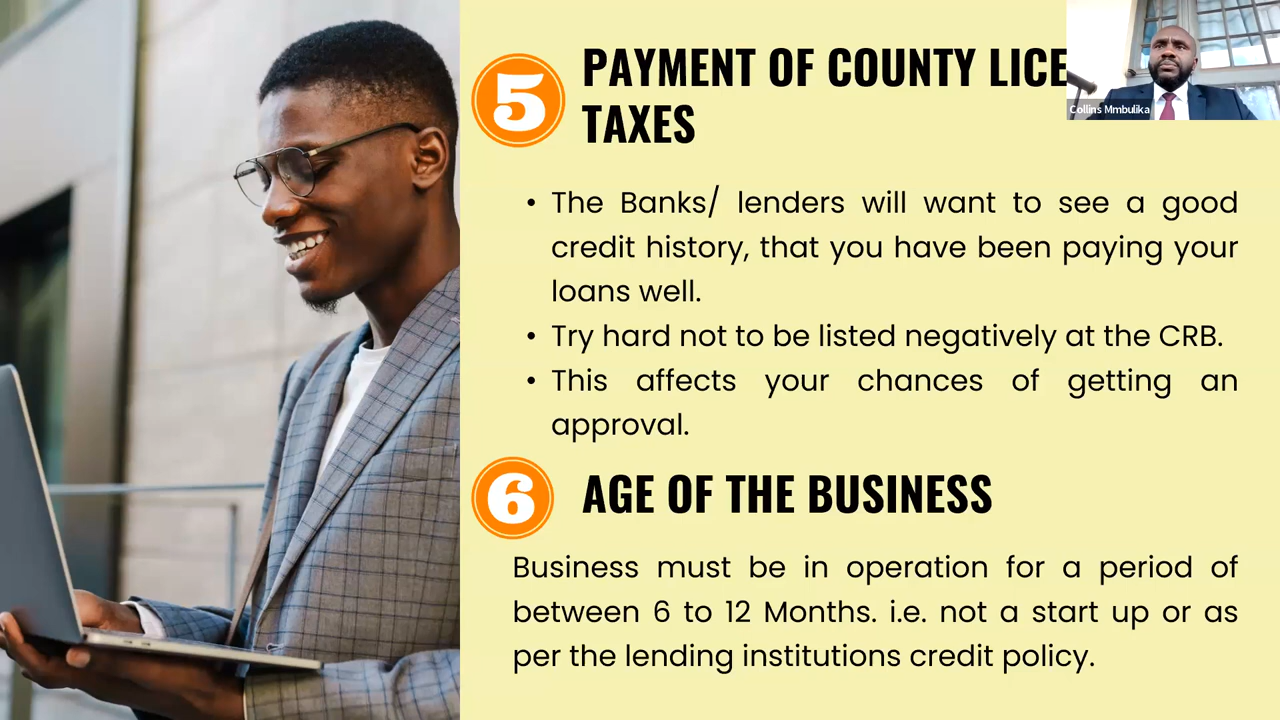 5
PAYMENT OF COUNTY LICE
TAXES
Collins Mmbulika
• The Banks/ lenders will want to see a good
credit history, that you have been paying your
loans well.
• Try hard not to be listed negatively at the CRB.
• This affects your chances of getting an
approval.
6
AGE OF THE BUSINESS
Business must be in operation for a period of
between 6 to 12 Months. i.e. not a start up or as
per the lending institutions credit policy.